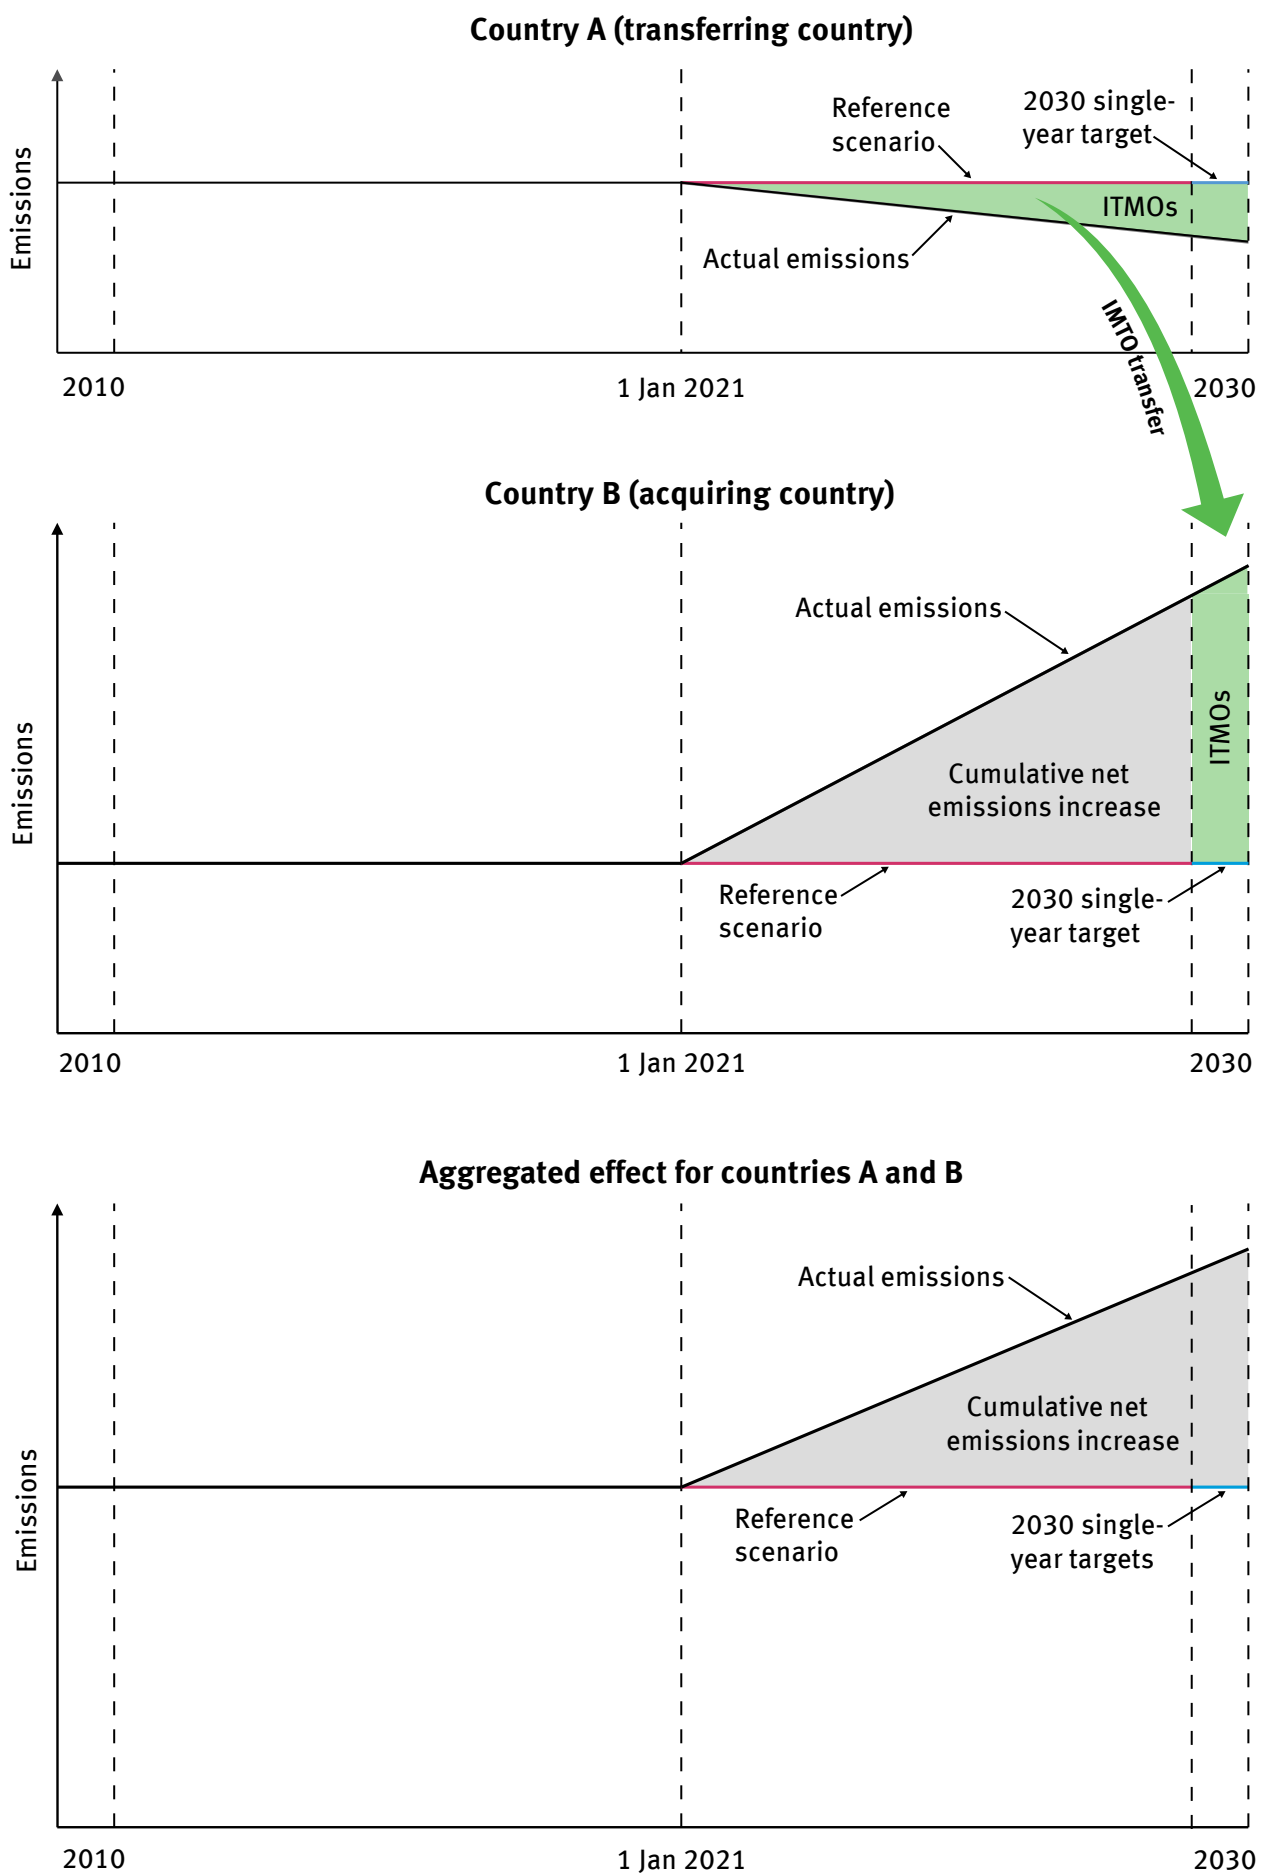 Country A (transferring country)
Reference
scenario
2030 single-
year target
ITMOs
Actual emissions
Emissions
IMTO transfer
2010
1 Jan 2021
2030
Country B (acquiring country)
Actual emissions
ITMOs
Cumulative net
emissions increase
Emissions
Reference
scenario
2030 single-
year target
2010
1 Jan 2021
2030
Aggregated effect for countries A and B
Actual emissions
Cumulative net
emissions increase
Emissions
Reference
scenario
2030 single-
year targets
2010
1 Jan 2021
2030